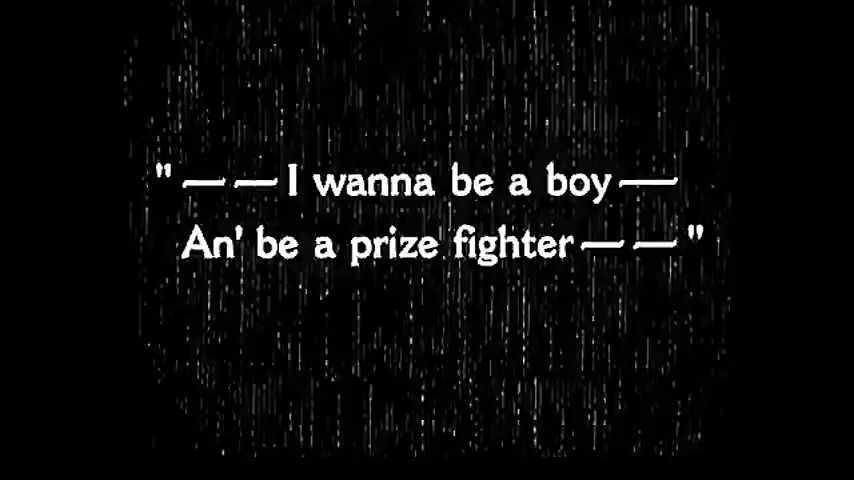 "— —I wanna be a boy—
An' be a prize fighter— —"